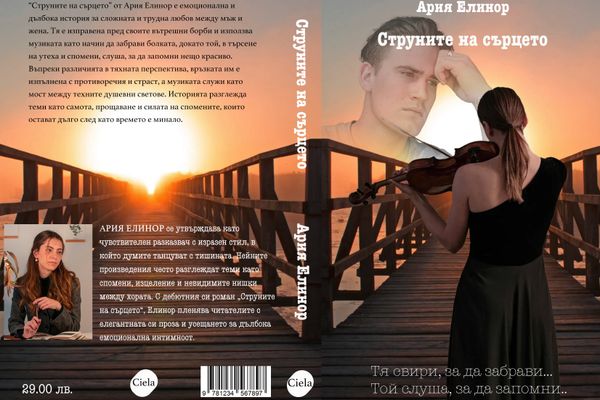 “Струните на сърцето” от Ария Елинор е емоционална и
дълбока история за сложната и трудна любов между мъж и
жена. Тя е изправена пред своите вътрешни борби и използва
музиката като начин да забрави болката, докато той, в търсене
на утеха и спомени, слуша, за да запомни нещо красиво.
Въпреки различията в тяхната перспектива, връзката им е
изпълнена с противоречия и страст, а музиката служи като
мост между техните душевни светове. Историята разглежда
теми като самота, прощаване и силата на спомените, които
остават дълго след като времето е минало.
АРИЯ ЕЛИНОР се утвърждава като
чувствителен разказвач с изразен стил, в
който думите танцуват с тишината. Нейните
произведения често разглеждат теми като
спомени, изцеление и невидимите нишки
между хората. С дебютния си роман „Струните
на сърцето“, Елинор пленява читателите с
елегантната си проза и усещането за дълбока
емоционална интимност.
29.00 лв.
Ciela
9 781234 567897
Струните на сърцето
Ария Елинор
Ciela
Ария Елинор
Струните на сърцето
Тя свири, за да забрави...
Той слуша, за да запомни..